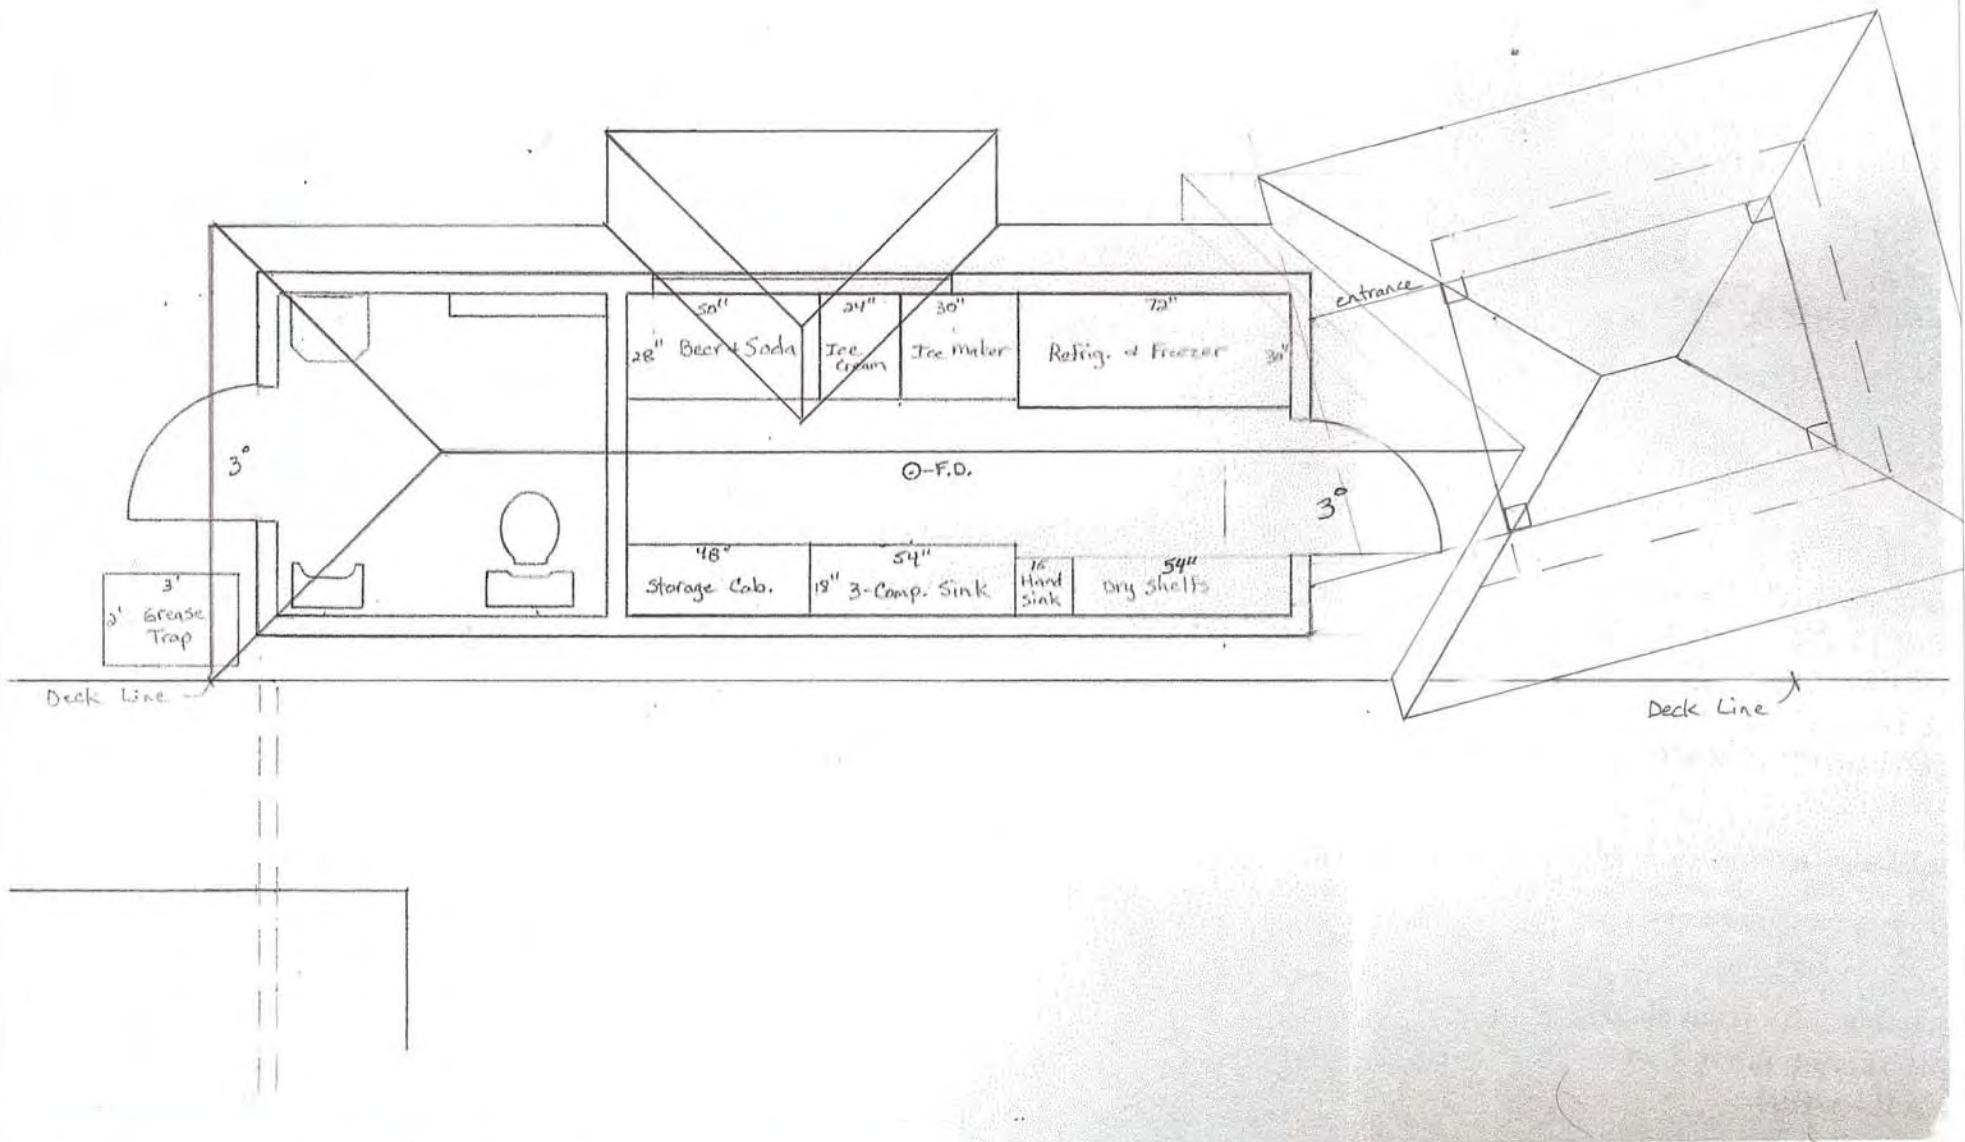 50"
24"
30"
72"
28" Beer + Soda
Ice
Cream
Ice maker
Refrig. & Freezer
30"
entrance
3°
⊙-F.D.
3°
48"
54"
16
54"
Storage Cab.
18" 3-Comp. Sink
Hand
Sink
Dry Shelfs
3'
2' Grease
Trap
Deck Line
Deck Line